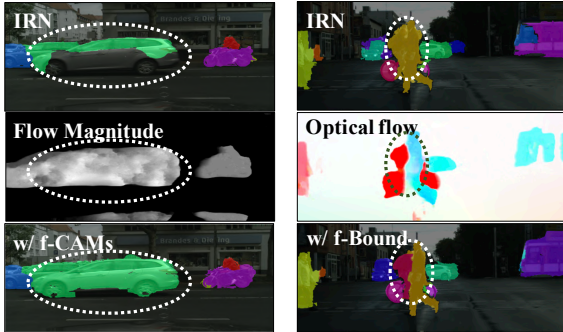 IRN
IRN
Flow Magnitude
Optical flow
w/ f-CAMs
w/ f-Bound